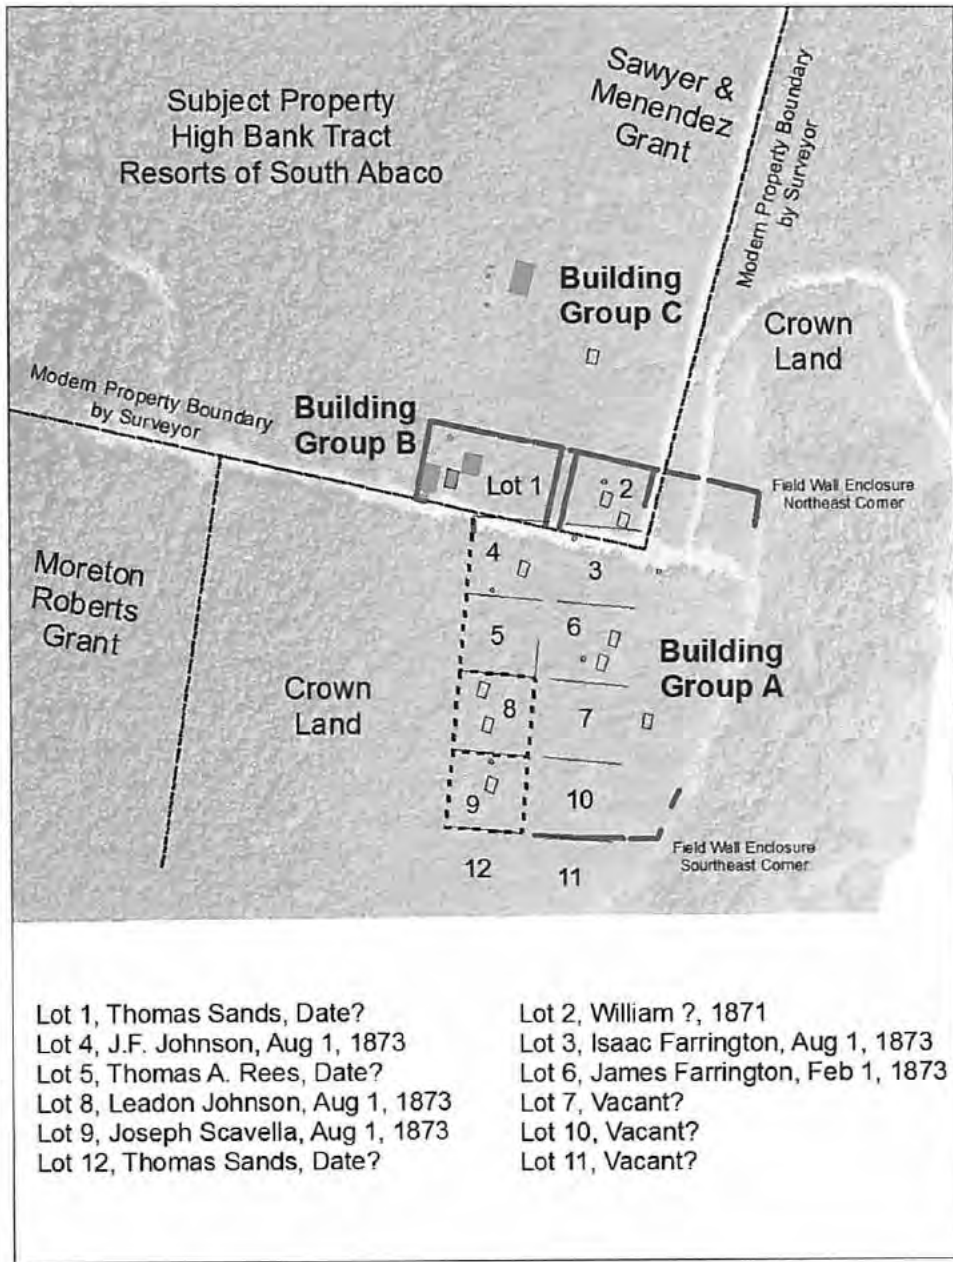 Subject Property
High Bank Tract
Resorts of South Abaco
Sawyer &
Menendez
Grant
Modern Property Boundary
by Surveyor
Building
Group C
Crown
Land
Modern Property Boundary
by Surveyor
Building
Group B
Lot 1
2
Field Wall Enclosure
Northeast Corner
Moreton
Roberts
Grant
4
3
5
6
Building
Group A
Crown
Land
8
7
9
10
Field Wall Enclosure
Sourtheast Corner
12
11
Lot 1, Thomas Sands, Date?
Lot 4, J.F. Johnson, Aug 1, 1873
Lot 5, Thomas A. Rees, Date?
Lot 8, Leadon Johnson, Aug 1, 1873
Lot 9, Joseph Scavella, Aug 1, 1873
Lot 12, Thomas Sands, Date?
Lot 2, William ?, 1871
Lot 3, Isaac Farrington, Aug 1, 1873
Lot 6, James Farrington, Feb 1, 1873
Lot 7, Vacant?
Lot 10, Vacant?
Lot 11, Vacant?